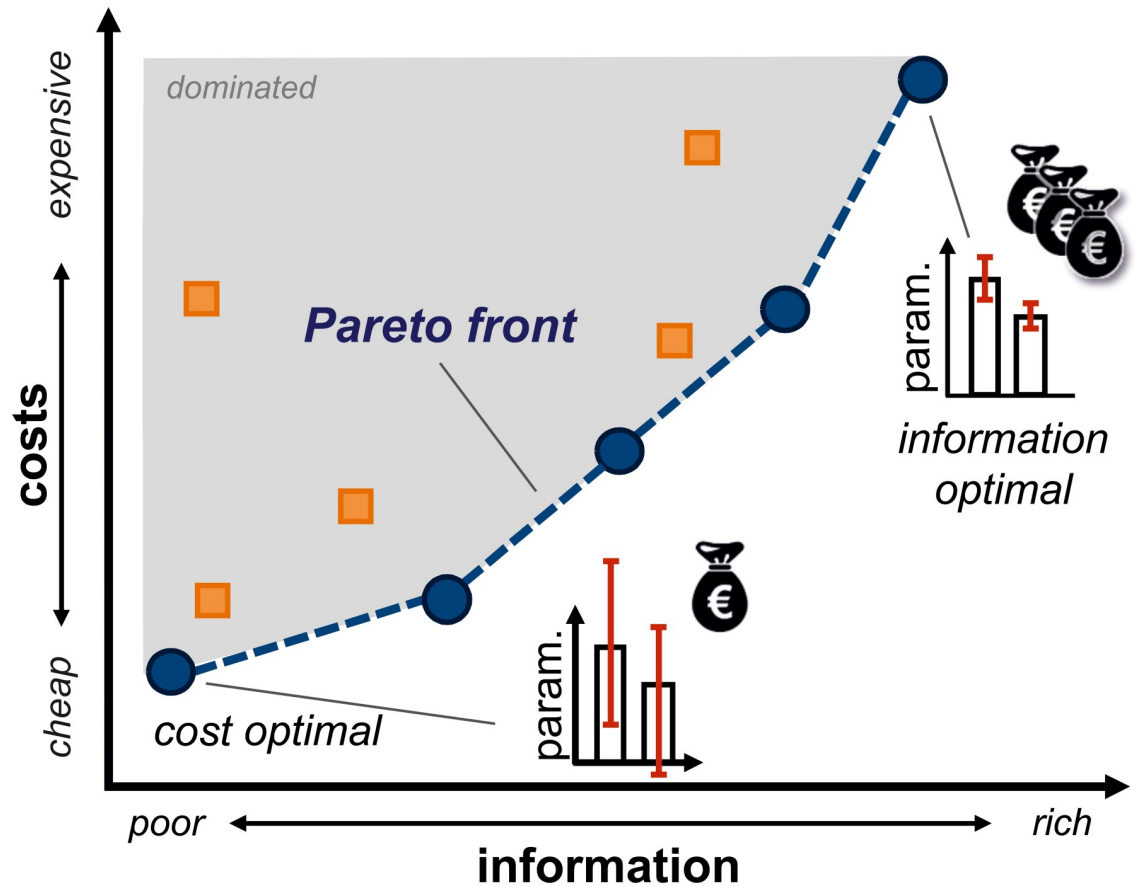 expensive
dominated
€
€
€
Pareto front
param.
costs
information
optimal
€
param.
cheap
cost optimal
poor
rich
information